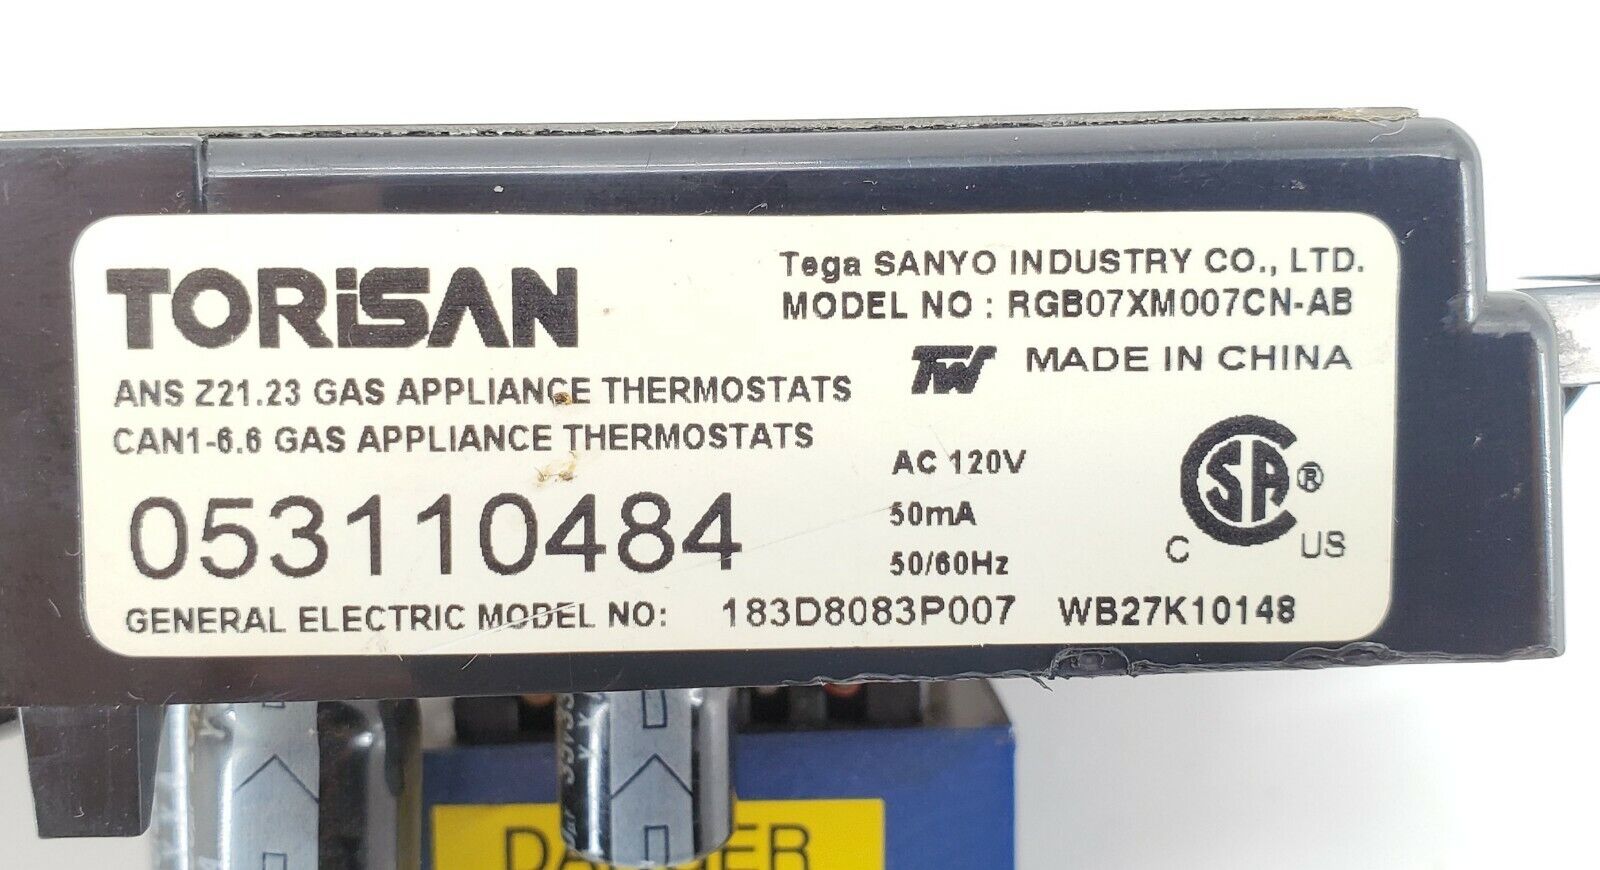 TORiSAN
Tega SANYO INDUSTRY CO., LTD.
MODEL NO : RGB07XM007CN-AB
TW MADE IN CHINA
ANS Z21.23 GAS APPLIANCE THERMOSTATS
CAN1-6.6 GAS APPLIANCE THERMOSTATS
AC 120V
50mA
50/60Hz
CSA®
C US
053110484
GENERAL ELECTRIC MODEL NO: 183D8083P007 WB27K10148